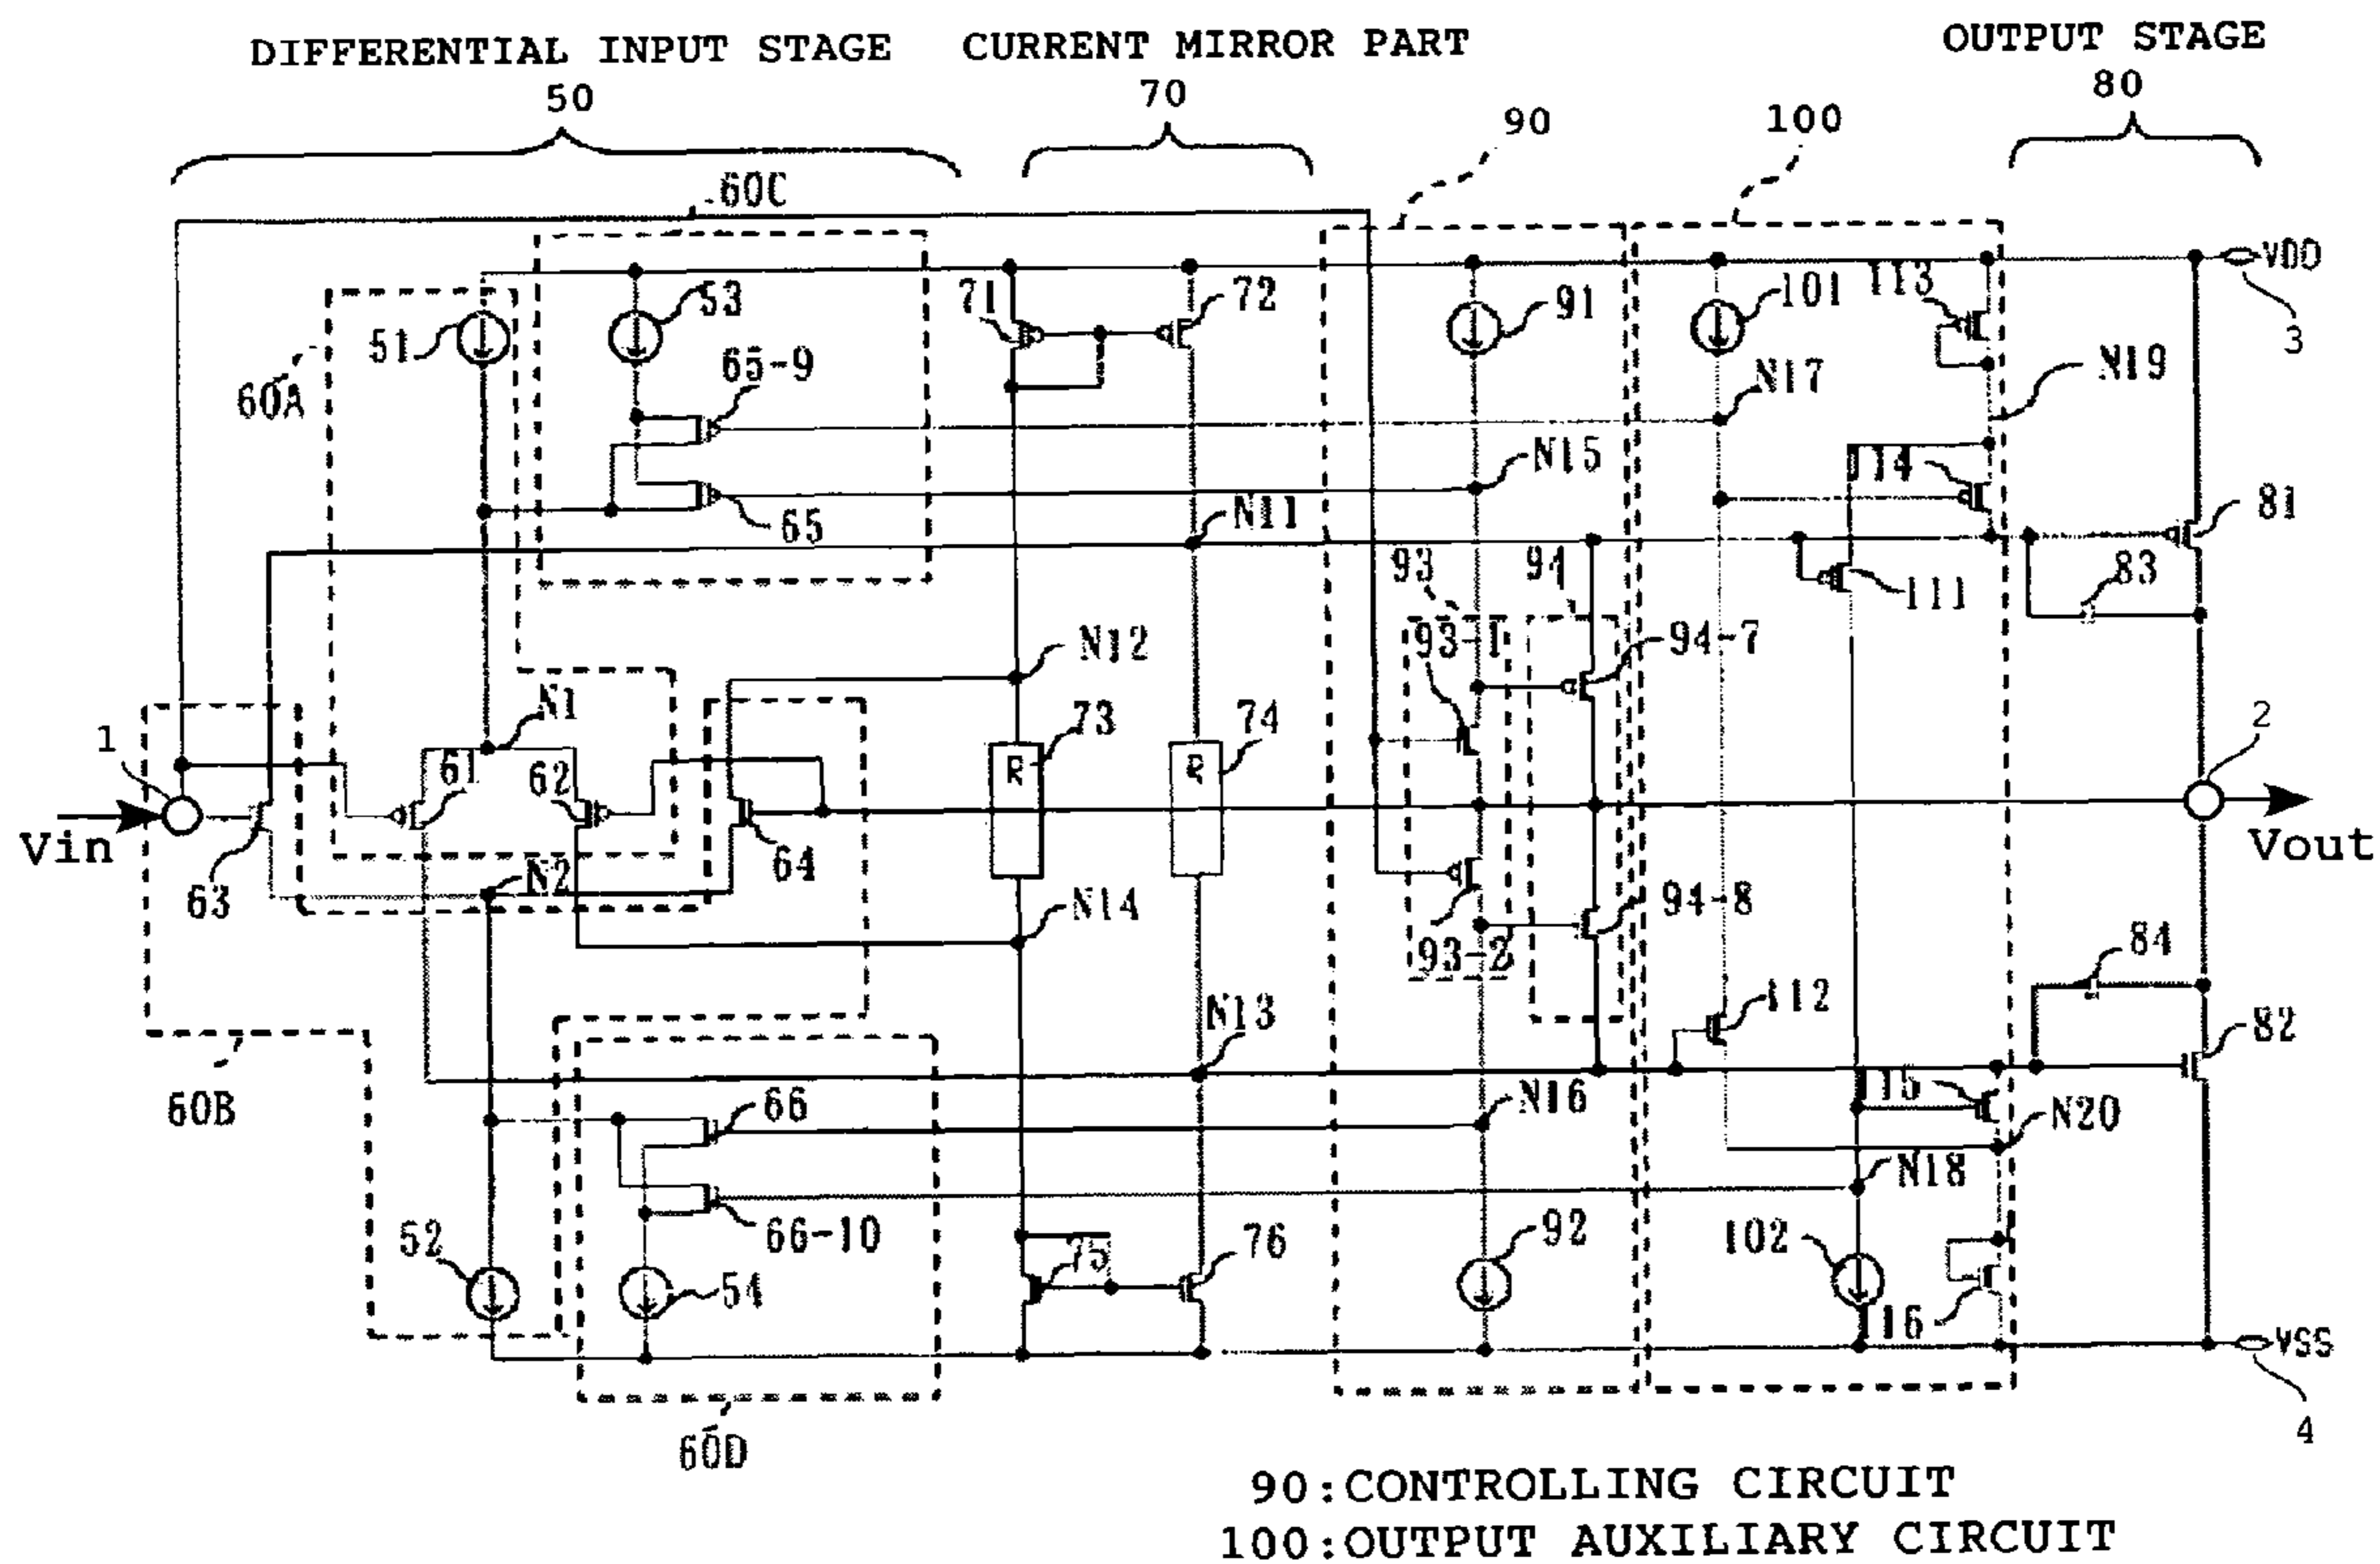 DIFFERENTIAL INPUT STAGE
50
CURRENT MIRROR PART
70
OUTPUT STAGE
80
90
100
60C
VDD
3
53
71
72
91
101
113
51
65-9
60A
N17
N19
N15
114
65
N11
81
93
94
83
111
93-1
94-7
N12
N1
73
74
1
61
62
R
R
2
Vin
Vout
63
N2
64
N14
94-8
93-2
84
112
N13
82
60B
66
N16
115
N20
N18
66-10
52
75
76
92
102
54
116
VSS
4
60D
90:CONTROLLING CIRCUIT
100:OUTPUT AUXILIARY CIRCUIT